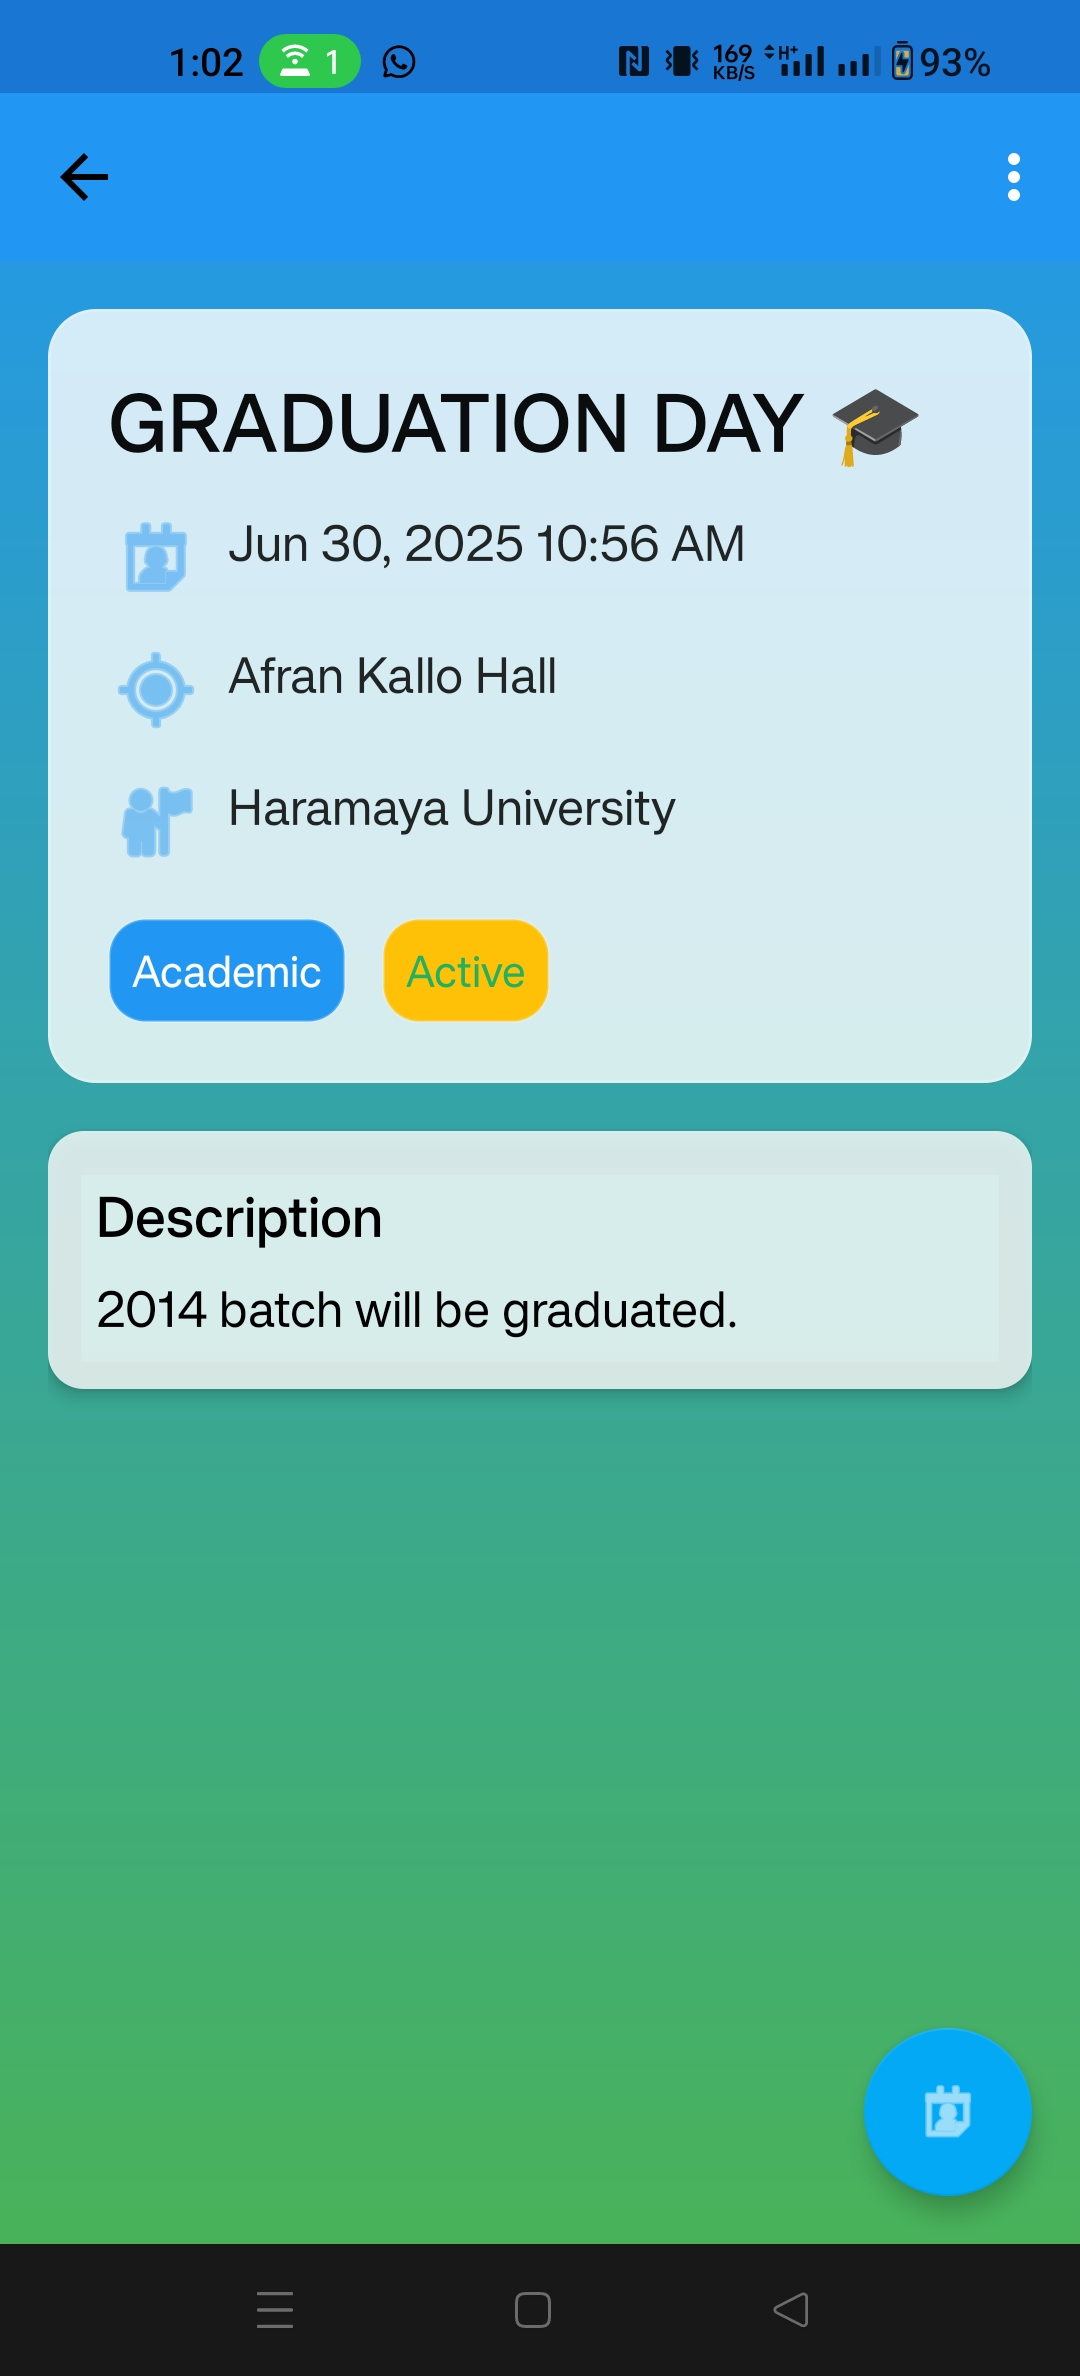 1:02 1 169 KB/S H+ 93%
GRADUATION DAY 🎓
Jun 30, 2025 10:56 AM
Afran Kallo Hall
Haramaya University
Academic Active
Description
2014 batch will be graduated.